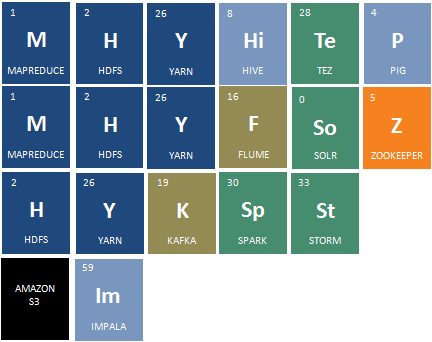 1 2 26 8 28 4
M H Y Hi Te P
MAPREDUCE HDFS YARN HIVE TEZ PIG
1 2 26 16 0 5
M H Y F So Z
MAPREDUCE HDFS YARN FLUME SOLR ZOOKEEPER
2 26 19 30 33
H Y K Sp St
HDFS YARN KAFKA SPARK STORM
59
AMAZON
S3
Im
IMPALA